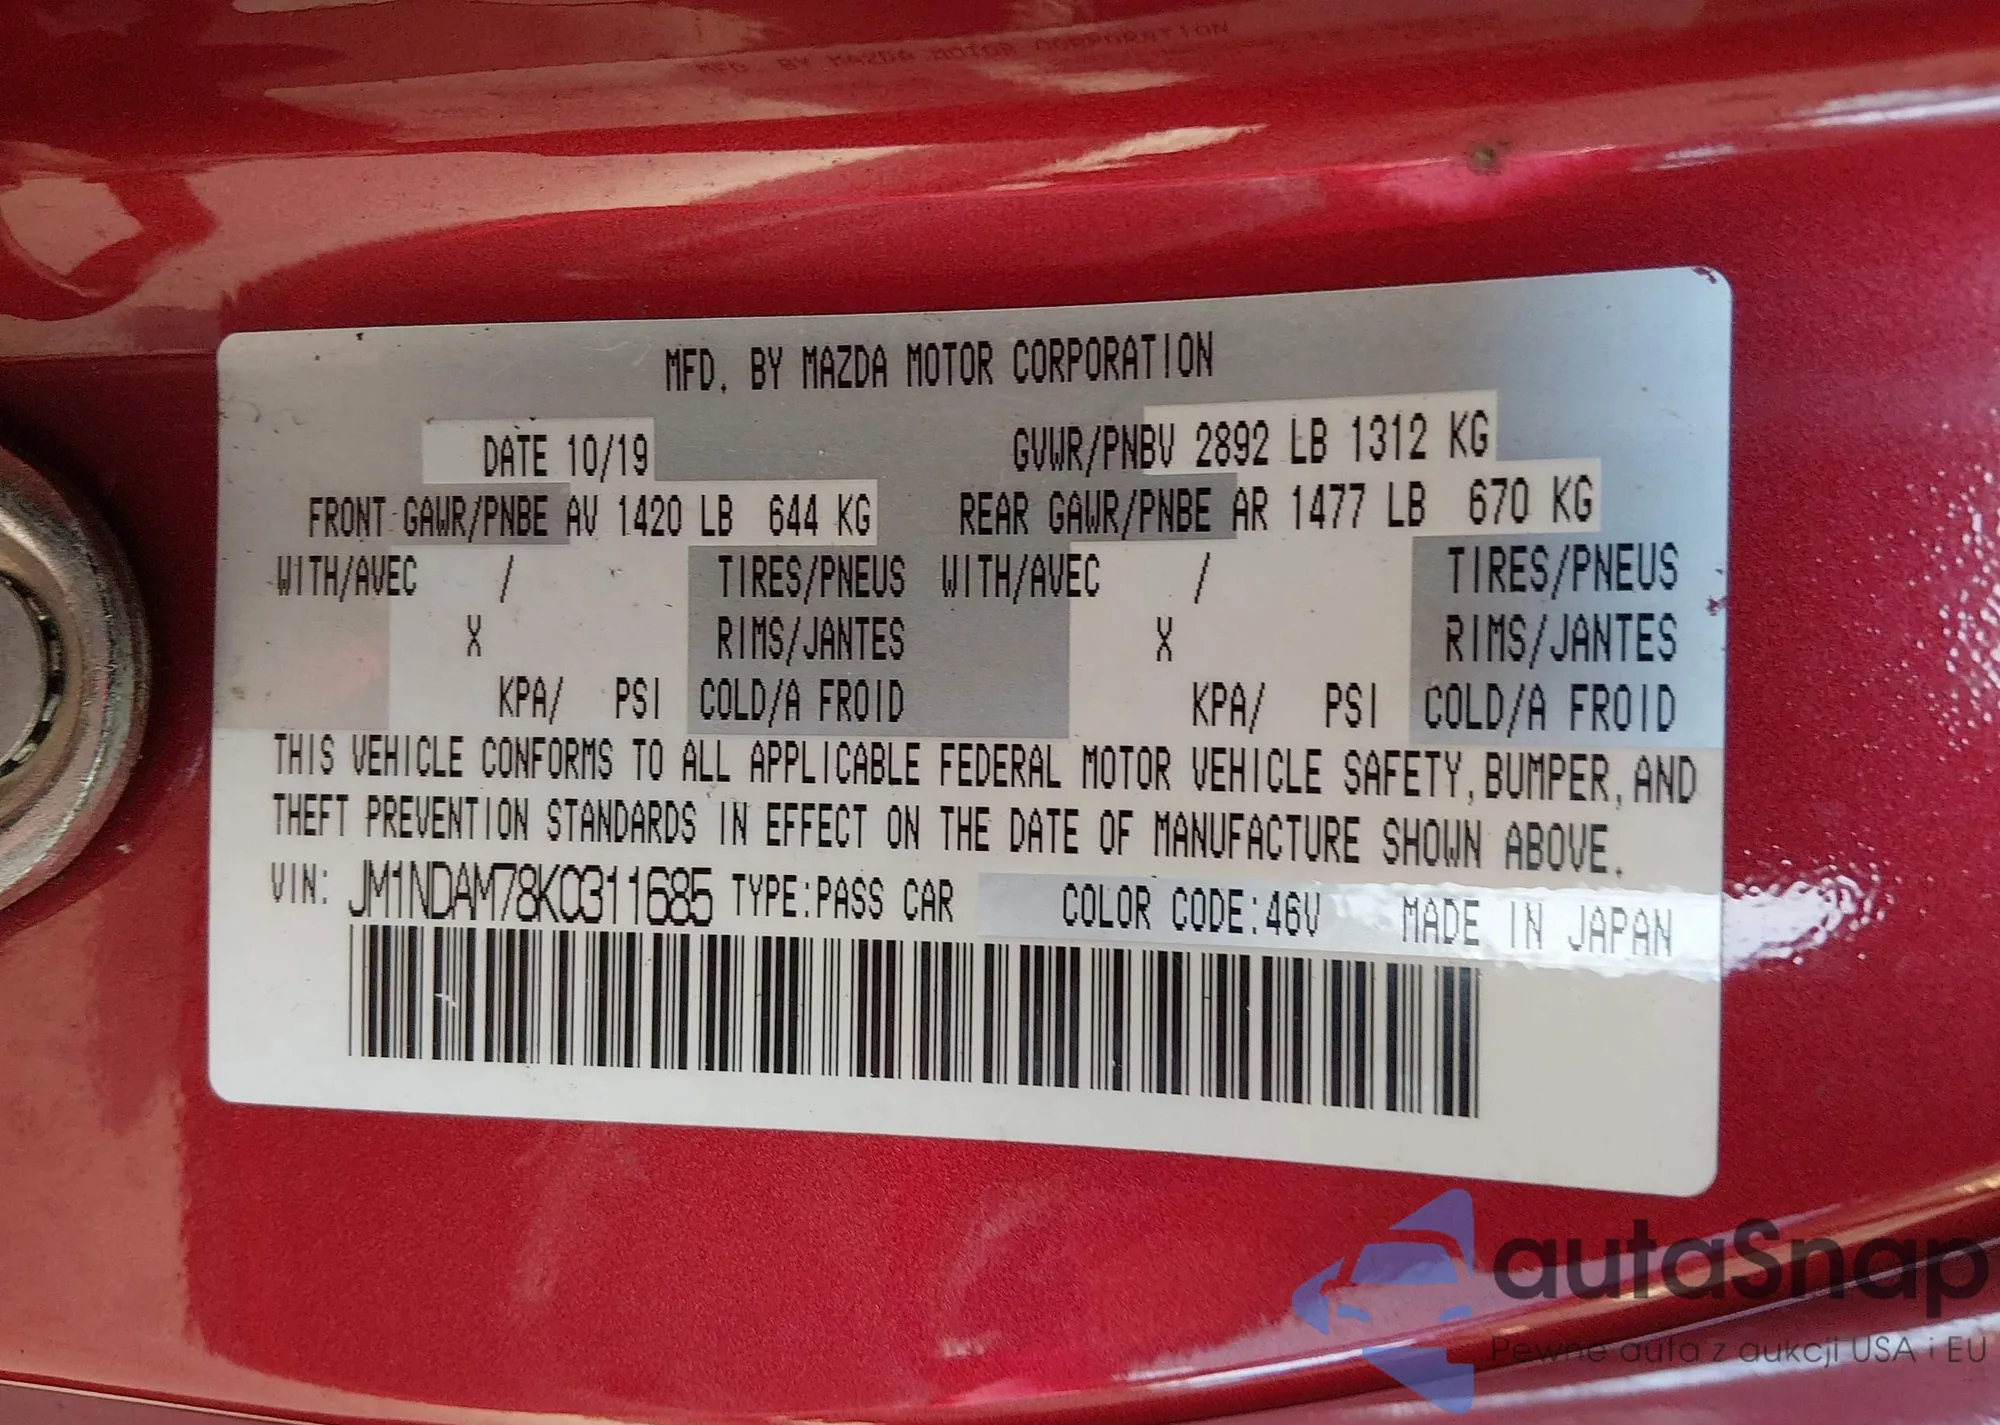 MFD. BY MAZDA MOTOR CORPORATION
DATE 10/19 GVWR/PNBV 2892 LB 1312 KG
FRONT GAWR/PNBE AV 1420 LB 644 KG REAR GAWR/PNBE AR 1477 LB 670 KG
WITH/AVEC / TIRES/PNEUS WITH/AVEC / TIRES/PNEUS
X RIMS/JANTES X RIMS/JANTES
KPA/ PSI COLD/A FROID KPA/ PSI COLD/A FROID
THIS VEHICLE CONFORMS TO ALL APPLICABLE FEDERAL MOTOR VEHICLE SAFETY, BUMPER, AND
THEFT PREVENTION STANDARDS IN EFFECT ON THE DATE OF MANUFACTURE SHOWN ABOVE.
VIN: JM1NDAM78K0311685 TYPE:PASS CAR COLOR CODE:46V MADE IN JAPAN
autaSnap
Pewne auta z aukcji USA i EU